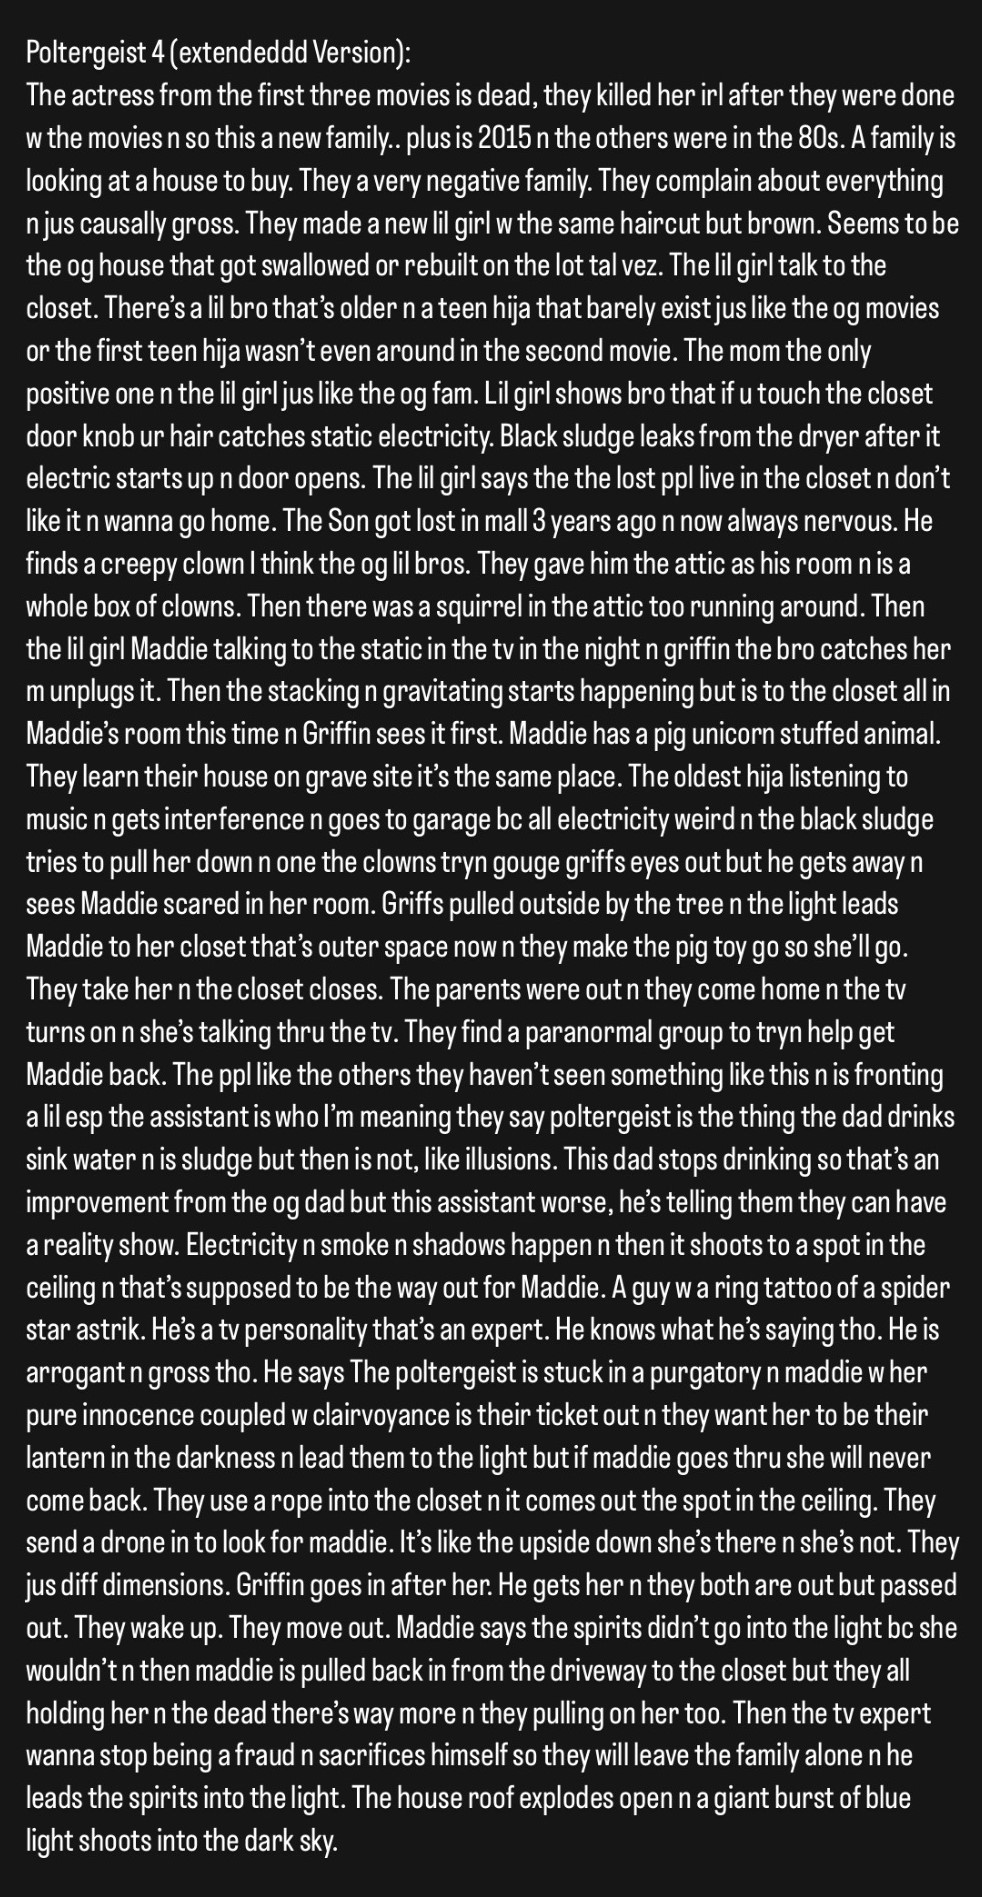 Poltergeist 4 (extendeddd Version):
The actress from the first three movies is dead, they killed her irl after they were done
w the movies n so this a new family.. plus is 2015 n the others were in the 80s. A family is
looking at a house to buy. They a very negative family. They complain about everything
n jus causally gross. They made a new lil girl w the same haircut but brown. Seems to be
the og house that got swallowed or rebuilt on the lot tal vez. The lil girl talk to the
closet. There's a lil bro that's older n a teen hija that barely exist jus like the og movies
or the first teen hija wasn't even around in the second movie. The mom the only
positive one n the lil girl jus like the og fam. Lil girl shows bro that if u touch the closet
door knob ur hair catches static electricity. Black sludge leaks from the dryer after it
electric starts up n door opens. The lil girl says the the lost ppl live in the closet n don't
like it n wanna go home. The Son got lost in mall 3 years ago n now always nervous. He
finds a creepy clown I think the og lil bros. They gave him the attic as his room n is a
whole box of clowns. Then there was a squirrel in the attic too running around. Then
the lil girl Maddie talking to the static in the tv in the night n griffin the bro catches her
m unplugs it. Then the stacking n gravitating starts happening but is to the closet all in
Maddie's room this time n Griffin sees it first. Maddie has a pig unicorn stuffed animal.
They learn their house on grave site it's the same place. The oldest hija listening to
music n gets interference n goes to garage bc all electricity weird n the black sludge
tries to pull her down n one the clowns tryn gouge griffs eyes out but he gets away n
sees Maddie scared in her room. Griffs pulled outside by the tree n the light leads
Maddie to her closet that's outer space now n they make the pig toy go so she'll go.
They take her n the closet closes. The parents were out n they come home n the tv
turns on n she's talking thru the tv. They find a paranormal group to tryn help get
Maddie back. The ppl like the others they haven't seen something like this n is fronting
a lil esp the assistant is who I'm meaning they say poltergeist is the thing the dad drinks
sink water n is sludge but then is not, like illusions. This dad stops drinking so that's an
improvement from the og dad but this assistant worse, he's telling them they can have
a reality show. Electricity n smoke n shadows happen n then it shoots to a spot in the
ceiling n that's supposed to be the way out for Maddie. A guy w a ring tattoo of a spider
star astrik. He's a tv personality that's an expert. He knows what he's saying tho. He is
arrogant n gross tho. He says The poltergeist is stuck in a purgatory n maddie w her
pure innocence coupled w clairvoyance is their ticket out n they want her to be their
lantern in the darkness n lead them to the light but if maddie goes thru she will never
come back. They use a rope into the closet n it comes out the spot in the ceiling. They
send a drone in to look for maddie. It's like the upside down she's there n she's not. They
jus diff dimensions. Griffin goes in after her. He gets her n they both are out but passed
out. They wake up. They move out. Maddie says the spirits didn't go into the light bc she
wouldn't n then maddie is pulled back in from the driveway to the closet but they all
holding her n the dead there's way more n they pulling on her too. Then the tv expert
wanna stop being a fraud n sacrifices himself so they will leave the family alone n he
leads the spirits into the light. The house roof explodes open n a giant burst of blue
light shoots into the dark sky.